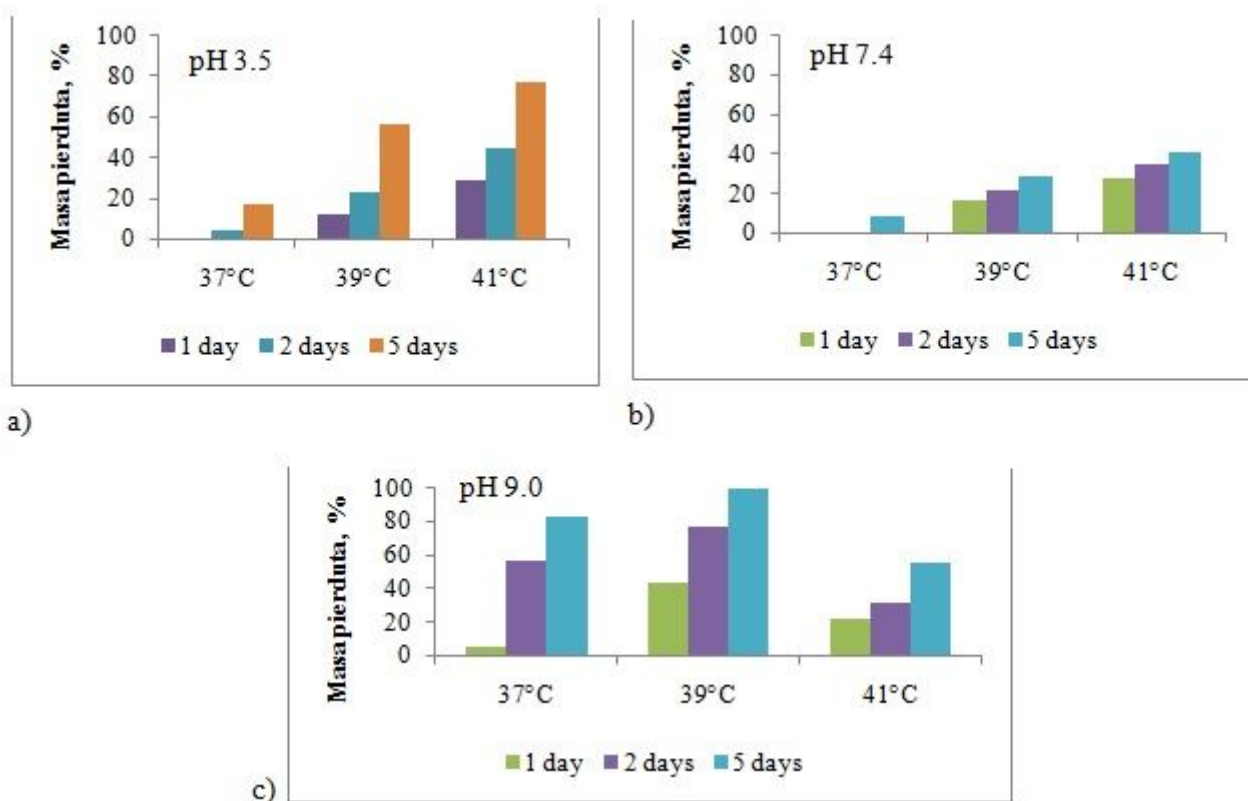 Masapierduta, %
100
80
60
40
20
0
pH 3.5
37°C 39°C 41°C
1 day 2 days 5 days
a)
Masapierduta, %
100
80
60
40
20
0
pH 7.4
37°C 39°C 41°C
1 day 2 days 5 days
b)
Masapierduta, %
100
80
60
40
20
0
pH 9.0
37°C 39°C 41°C
1 day 2 days 5 days
c)